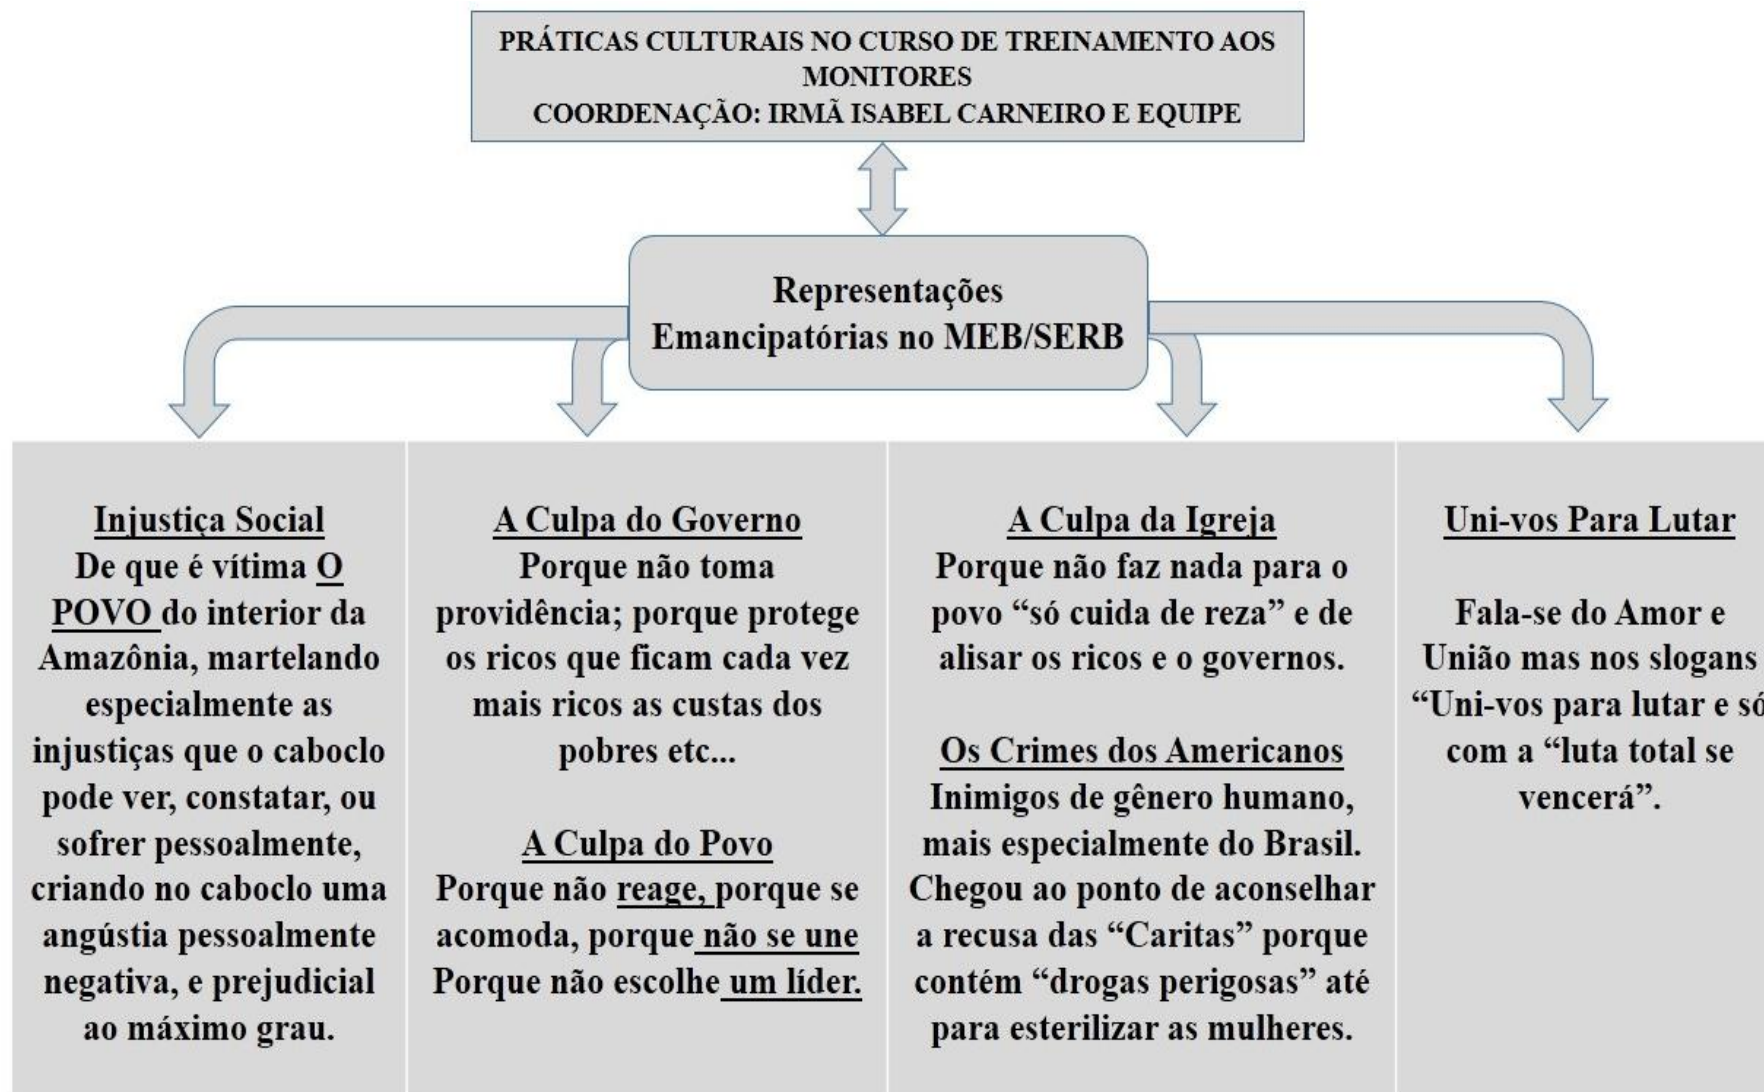 PRÁTICAS CULTURAIS NO CURSO DE TREINAMENTO AOS
MONITORES
COORDENAÇÃO: IRMÃ ISABEL CARNEIRO E EQUIPE
Representações
Emancipatórias no MEB/SERB
Injustiça Social
De que é vítima O
POVO do interior da
Amazônia, martelando
especialmente as
injustiças que o caboclo
pode ver, constatar, ou
sofrer pessoalmente,
criando no caboclo uma
angústia pessoalmente
negativa, e prejudicial
ao máximo grau.
A Culpa do Governo
Porque não toma
providência; porque protege
os ricos que ficam cada vez
mais ricos as custas dos
pobres etc...
A Culpa do Povo
Porque não reage, porque se
acomoda, porque não se une
Porque não escolhe um líder.
A Culpa da Igreja
Porque não faz nada para o
povo “só cuida de reza” e de
alisar os ricos e o governos.
Os Crimes dos Americanos
Inimigos de gênero humano,
mais especialmente do Brasil.
Chegou ao ponto de aconselhar
a recusa das “Caritas” porque
contém “drogas perigosas” até
para esterilizar as mulheres.
Uni-vos Para Lutar
Fala-se do Amor e
União mas nos slogans
“Uni-vos para lutar e só
com a “luta total se
vencerá”.